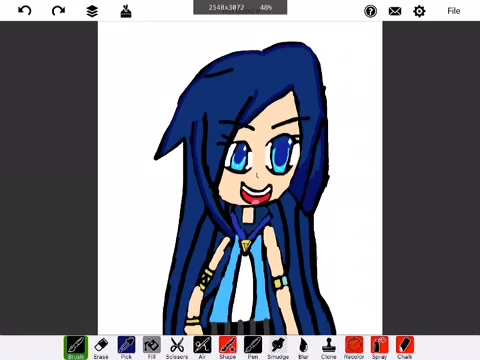 2548x3072 48%
File
Brush Erase Pick Fill Scissors Air Shape Pen Smudge Blur Clone Recolor Spray Chalk